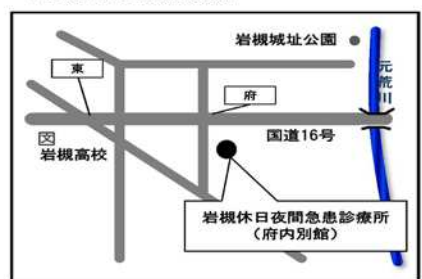 岩槻城址公園
元荒川
東
府
国道16号
文
岩槻高校
岩槻休日夜間急患診療所
（府内別館）